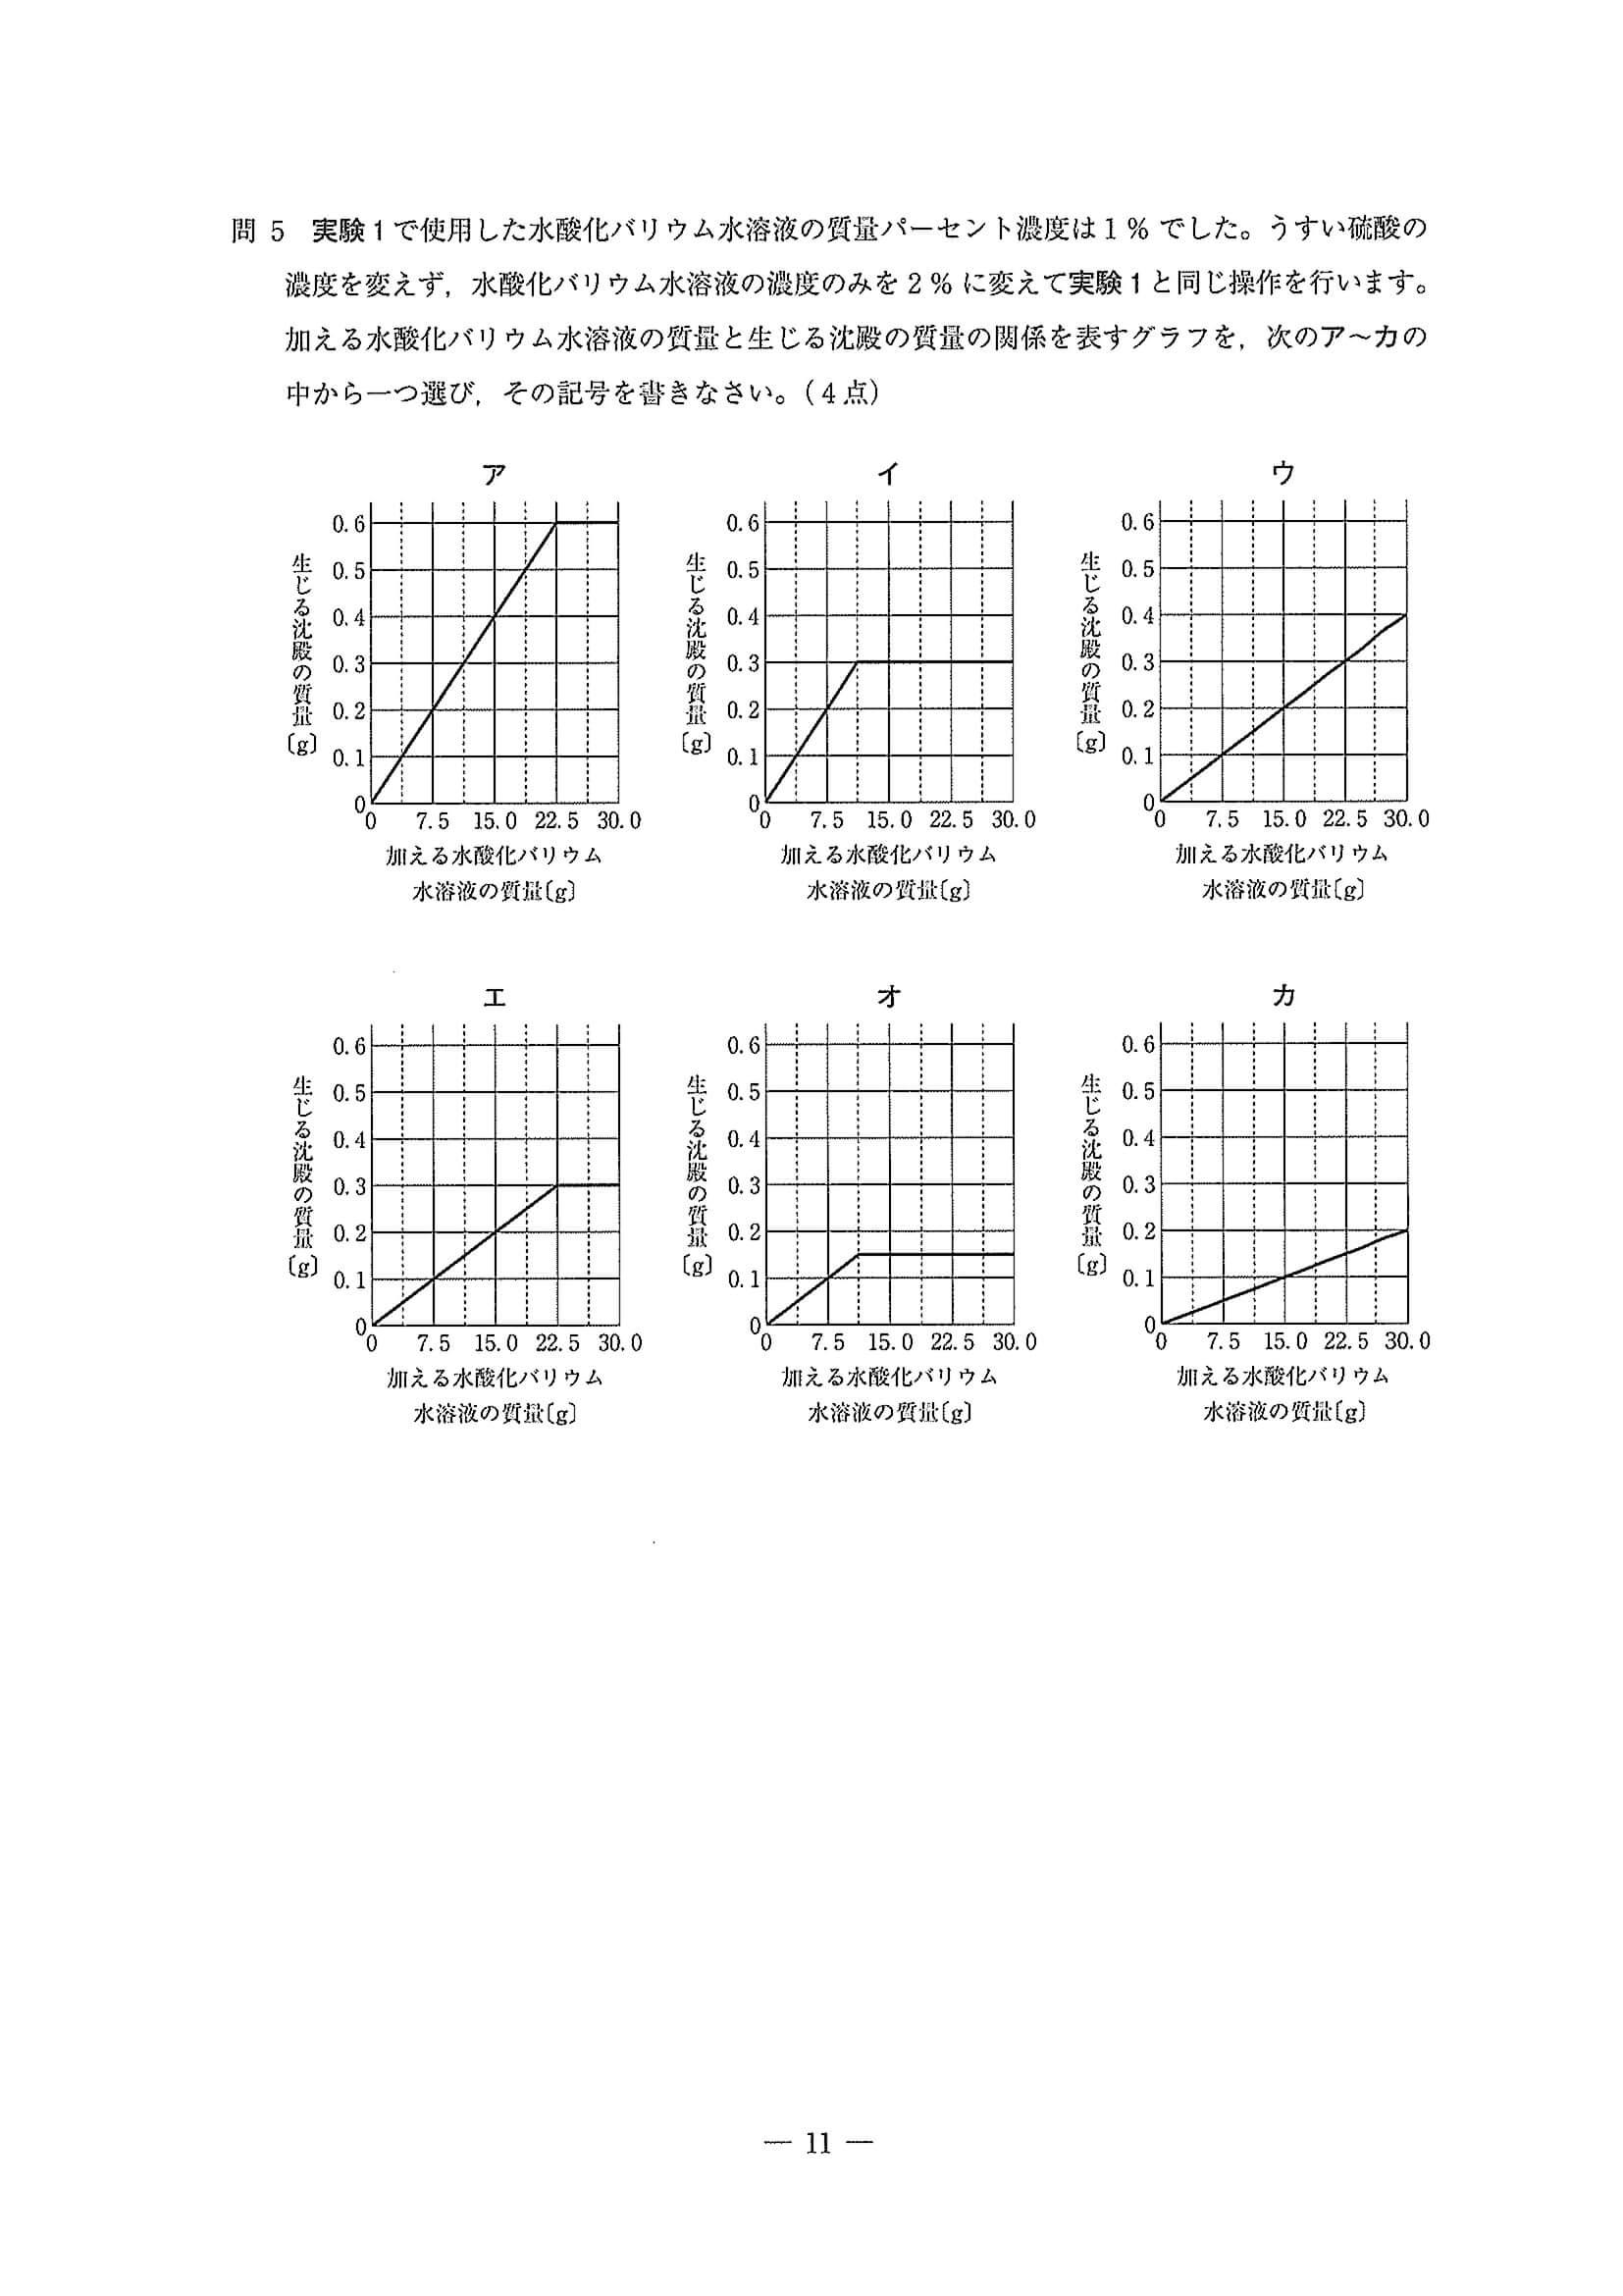 問 5 実験1で使用した水酸化バリウム水溶液の質量パーセント濃度は1%でした。うすい硫酸の
濃度を変えず，水酸化バリウム水溶液の濃度のみを2%に変えて実験1と同じ操作を行います。
加える水酸化バリウム水溶液の質量と生じる沈殿の質量の関係を表すグラフを，次のア～カの
中から一つ選び，その記号を書きなさい。（4点）
ア
0.6
0.5
0.4
0.3
0.2
0.1
0
生じる沈殿の質量〔g〕
0 7.5 15.0 22.5 30.0
加える水酸化バリウム
水溶液の質量〔g〕
イ
0.6
0.5
0.4
0.3
0.2
0.1
0
生じる沈殿の質量〔g〕
0 7.5 15.0 22.5 30.0
加える水酸化バリウム
水溶液の質量〔g〕
ウ
0.6
0.5
0.4
0.3
0.2
0.1
0
生じる沈殿の質量〔g〕
0 7.5 15.0 22.5 30.0
加える水酸化バリウム
水溶液の質量〔g〕
エ
0.6
0.5
0.4
0.3
0.2
0.1
0
生じる沈殿の質量〔g〕
0 7.5 15.0 22.5 30.0
加える水酸化バリウム
水溶液の質量〔g〕
オ
0.6
0.5
0.4
0.3
0.2
0.1
0
生じる沈殿の質量〔g〕
0 7.5 15.0 22.5 30.0
加える水酸化バリウム
水溶液の質量〔g〕
カ
0.6
0.5
0.4
0.3
0.2
0.1
0
生じる沈殿の質量〔g〕
0 7.5 15.0 22.5 30.0
加える水酸化バリウム
水溶液の質量〔g〕
— 11 —